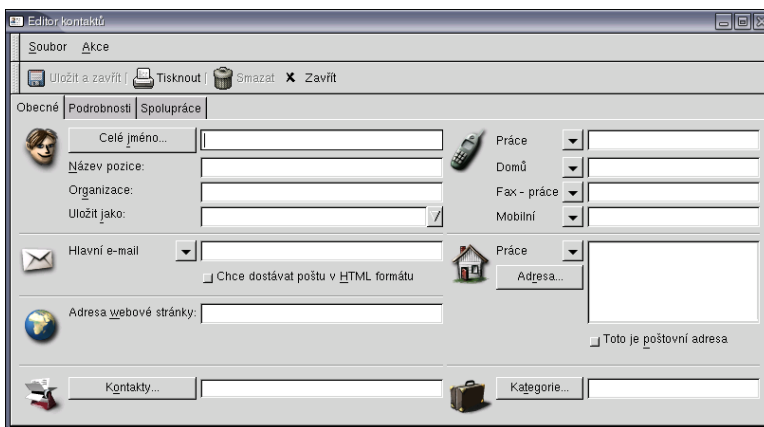 Editor kontaktů
Soubor Akce
Uložit a zavřít Tisknout Smazat Zavřít
Obecné Podrobnosti Spolupráce
Celé jméno...
Název pozice:
Organizace:
Uložit jako:
Práce
Domů
Fax - práce
Mobilní
Hlavní e-mail
Chce dostávat poštu v HTML formátu
Práce
Adresa...
Adresa webové stránky:
Toto je poštovní adresa
Kontakty...
Kategorie...